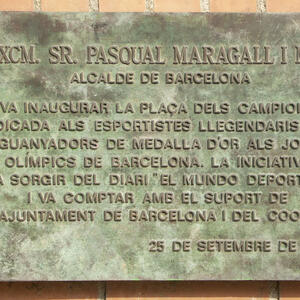 XCM. SR. PASQUAL MARAGALL I
ALCALDE DE BARCELONA
VA INAUGURAR LA PLAÇA DELS CAMPIO
DICADA ALS ESPORTISTES LLEGENDARIS
GUANYADORS DE MEDALLA D'OR ALS JO
OLÍMPICS DE BARCELONA. LA INICIATIV
A SORGIR DEL DIARI "EL MUNDO DEPORT
I VA COMPTAR AMB EL SUPORT DE
AJUNTAMENT DE BARCELONA I DEL COO
25 DE SETEMBRE DE